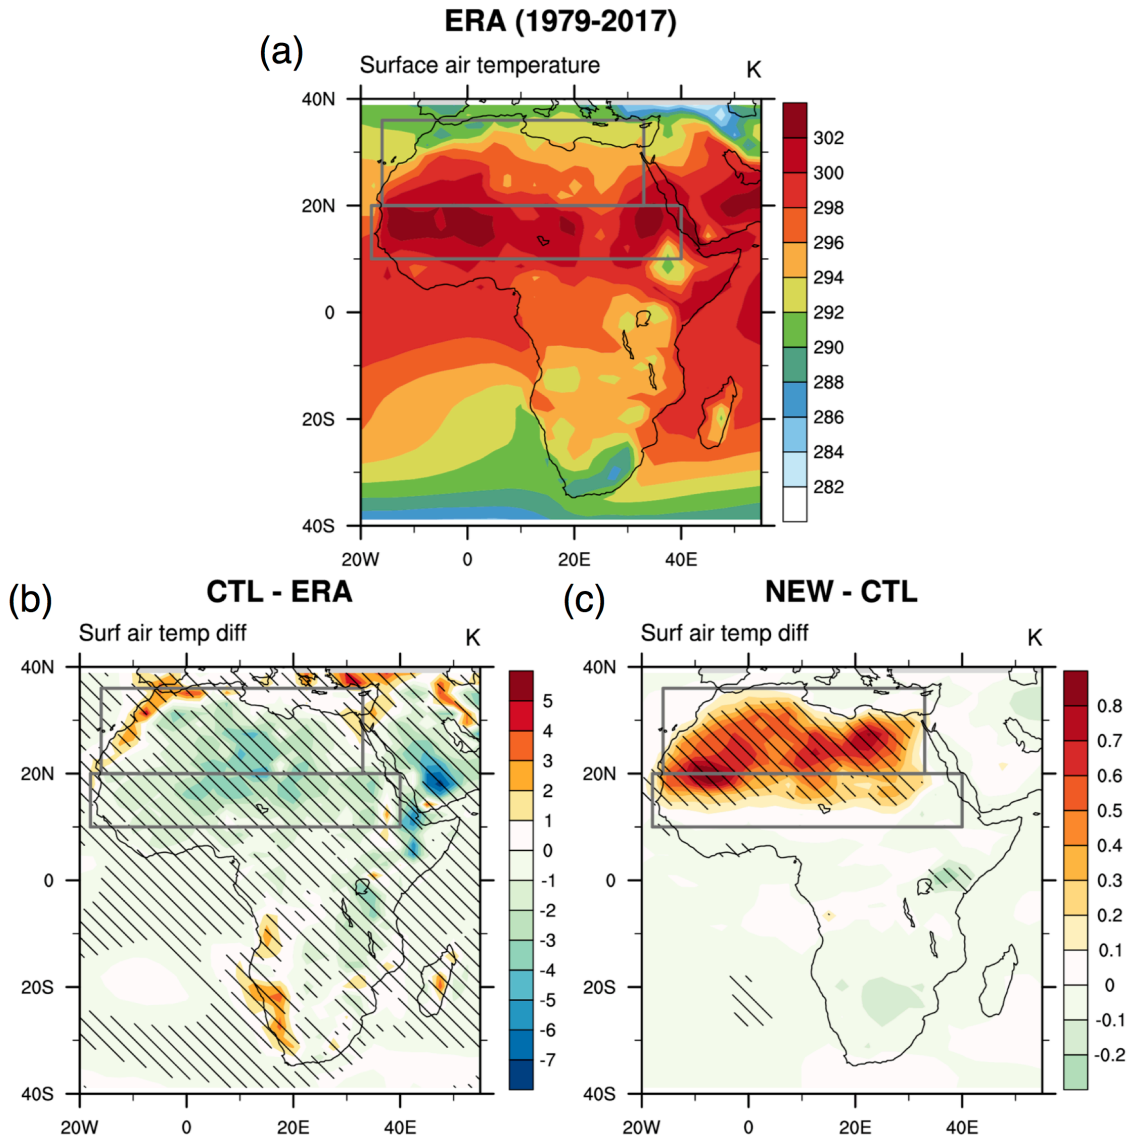 ERA (1979-2017)
(a)
Surface air temperature K
40N
20N
0
20S
40S
20W 0 20E 40E
302
300
298
296
294
292
290
288
286
284
282
(b) CTL - ERA
Surf air temp diff K
40N
20N
0
20S
40S
20W 0 20E 40E
5
4
3
2
1
0
-1
-2
-3
-4
-5
-6
-7
(c) NEW - CTL
Surf air temp diff K
40N
20N
0
20S
40S
20W 0 20E 40E
0.8
0.7
0.6
0.5
0.4
0.3
0.2
0.1
0
-0.1
-0.2